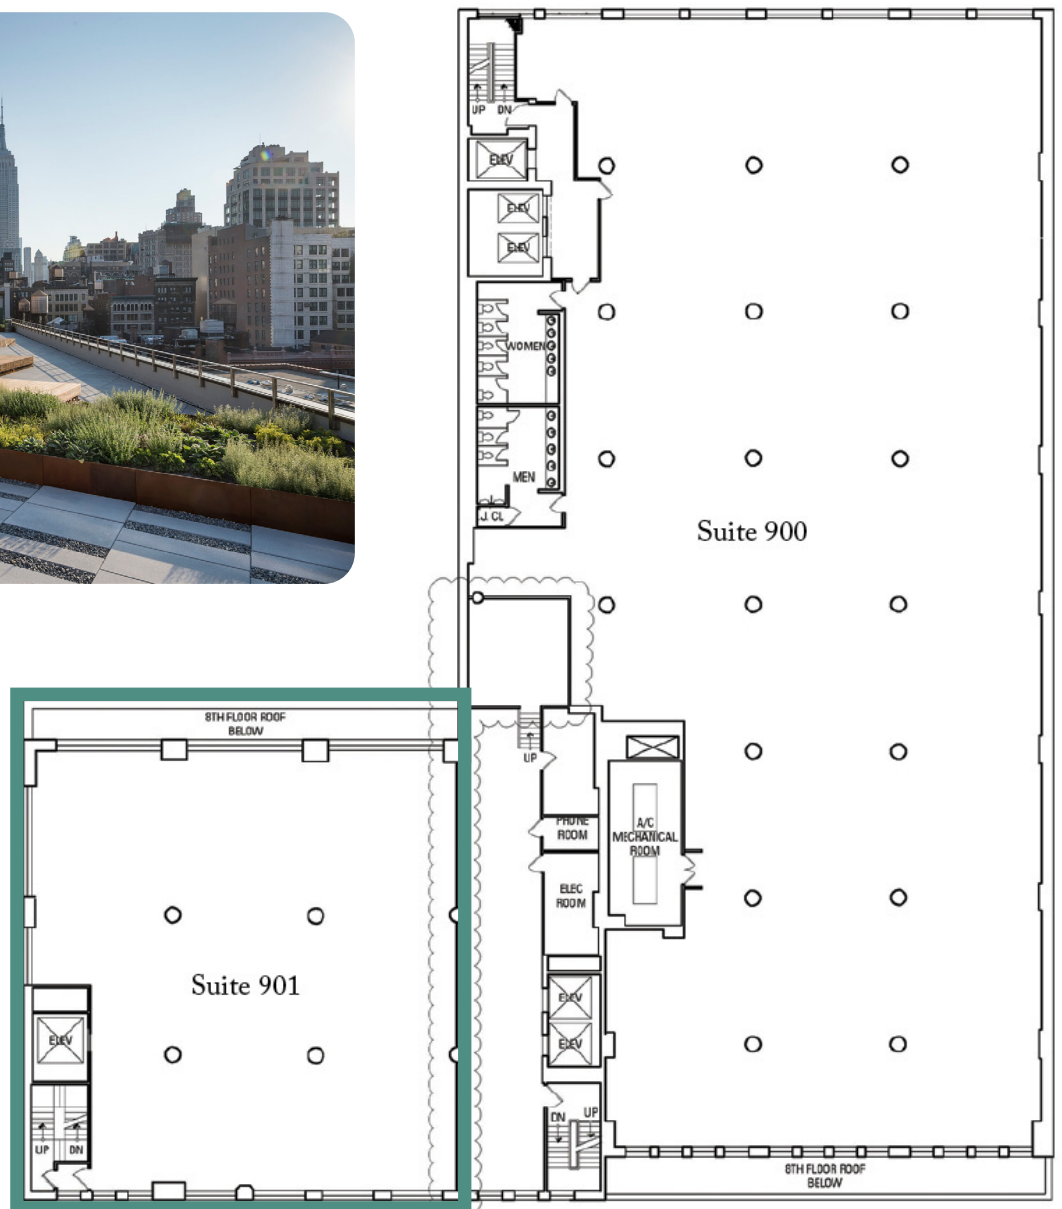 UP DN
ELEV
ELEV
ELEV
WOMEN
MEN
J. CL
Suite 900
8TH FLOOR ROOF
BELOW
UP
PHONE
ROOM
A/C
MECHANICAL
ROOM
ELEC
ROOM
Suite 901
ELEV
ELEV
ELEV
UP DN
DN UP
8TH FLOOR ROOF
BELOW